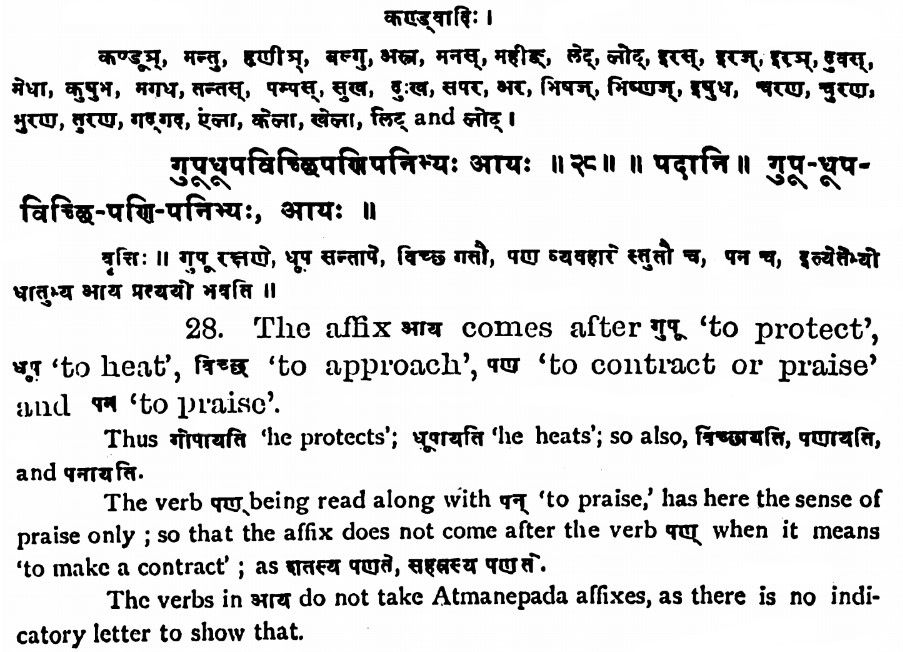 कण्ड्वादिः ।
कण्डूञ्, मन्तु, हृणीञ्, वल्गु, अस्न, मनस्, महीङ्, लेट्, लोट्, इरस्, इरज्, इरञ्, दुवस्,
मेधा, कुषुभ, मगध, तन्तस्, पम्पस्, सुख, दुःख, सपर, अर, भिषज्, भिष्णज्, इषुध, चरण, चुरण,
भुरण, तुरण, गद्गद, एला, केला, खेला, लिट् and लोट् ।
गुपूधूपविच्छिपणिपनिभ्यः आयः ॥ २८ ॥ ॥ पदानि ॥ गुपू-धूप-
विच्छि-पणि-पनिभ्यः, आयः ॥
वृत्तिः ॥ गुपू रक्षणे, धूप सन्तापे, विच्छ गतौ, पण व्यवहारे स्तुतौ च, पन च, इत्येतेभ्यो
धातुभ्य आय प्रत्ययो भवति ॥
28. The affix आय comes after गुपू 'to protect',
धूप 'to heat', विच्छ् 'to approach', पण 'to contract or praise'
and पन 'to praise'.
Thus गोपायति 'he protects'; धूपायति 'he heats'; so also, विच्छायति, पणायति,
and पनायति.
The verb पण् being read along with पन् 'to praise,' has here the sense of
praise only ; so that the affix does not come after the verb पण् when it means
'to make a contract' ; as शतस्य पणते, सहस्रस्य पणते.
The verbs in आय do not take Atmanepada affixes, as there is no indi-
catory letter to show that.